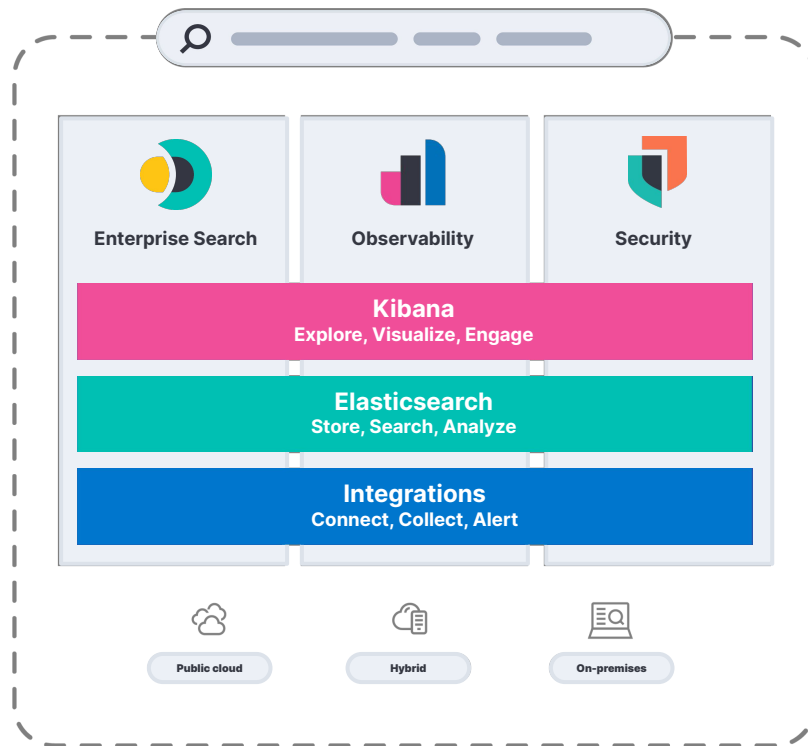 Enterprise Search
Observability
Security
Kibana
Explore, Visualize, Engage
Elasticsearch
Store, Search, Analyze
Integrations
Connect, Collect, Alert
Public cloud
Hybrid
On-premises